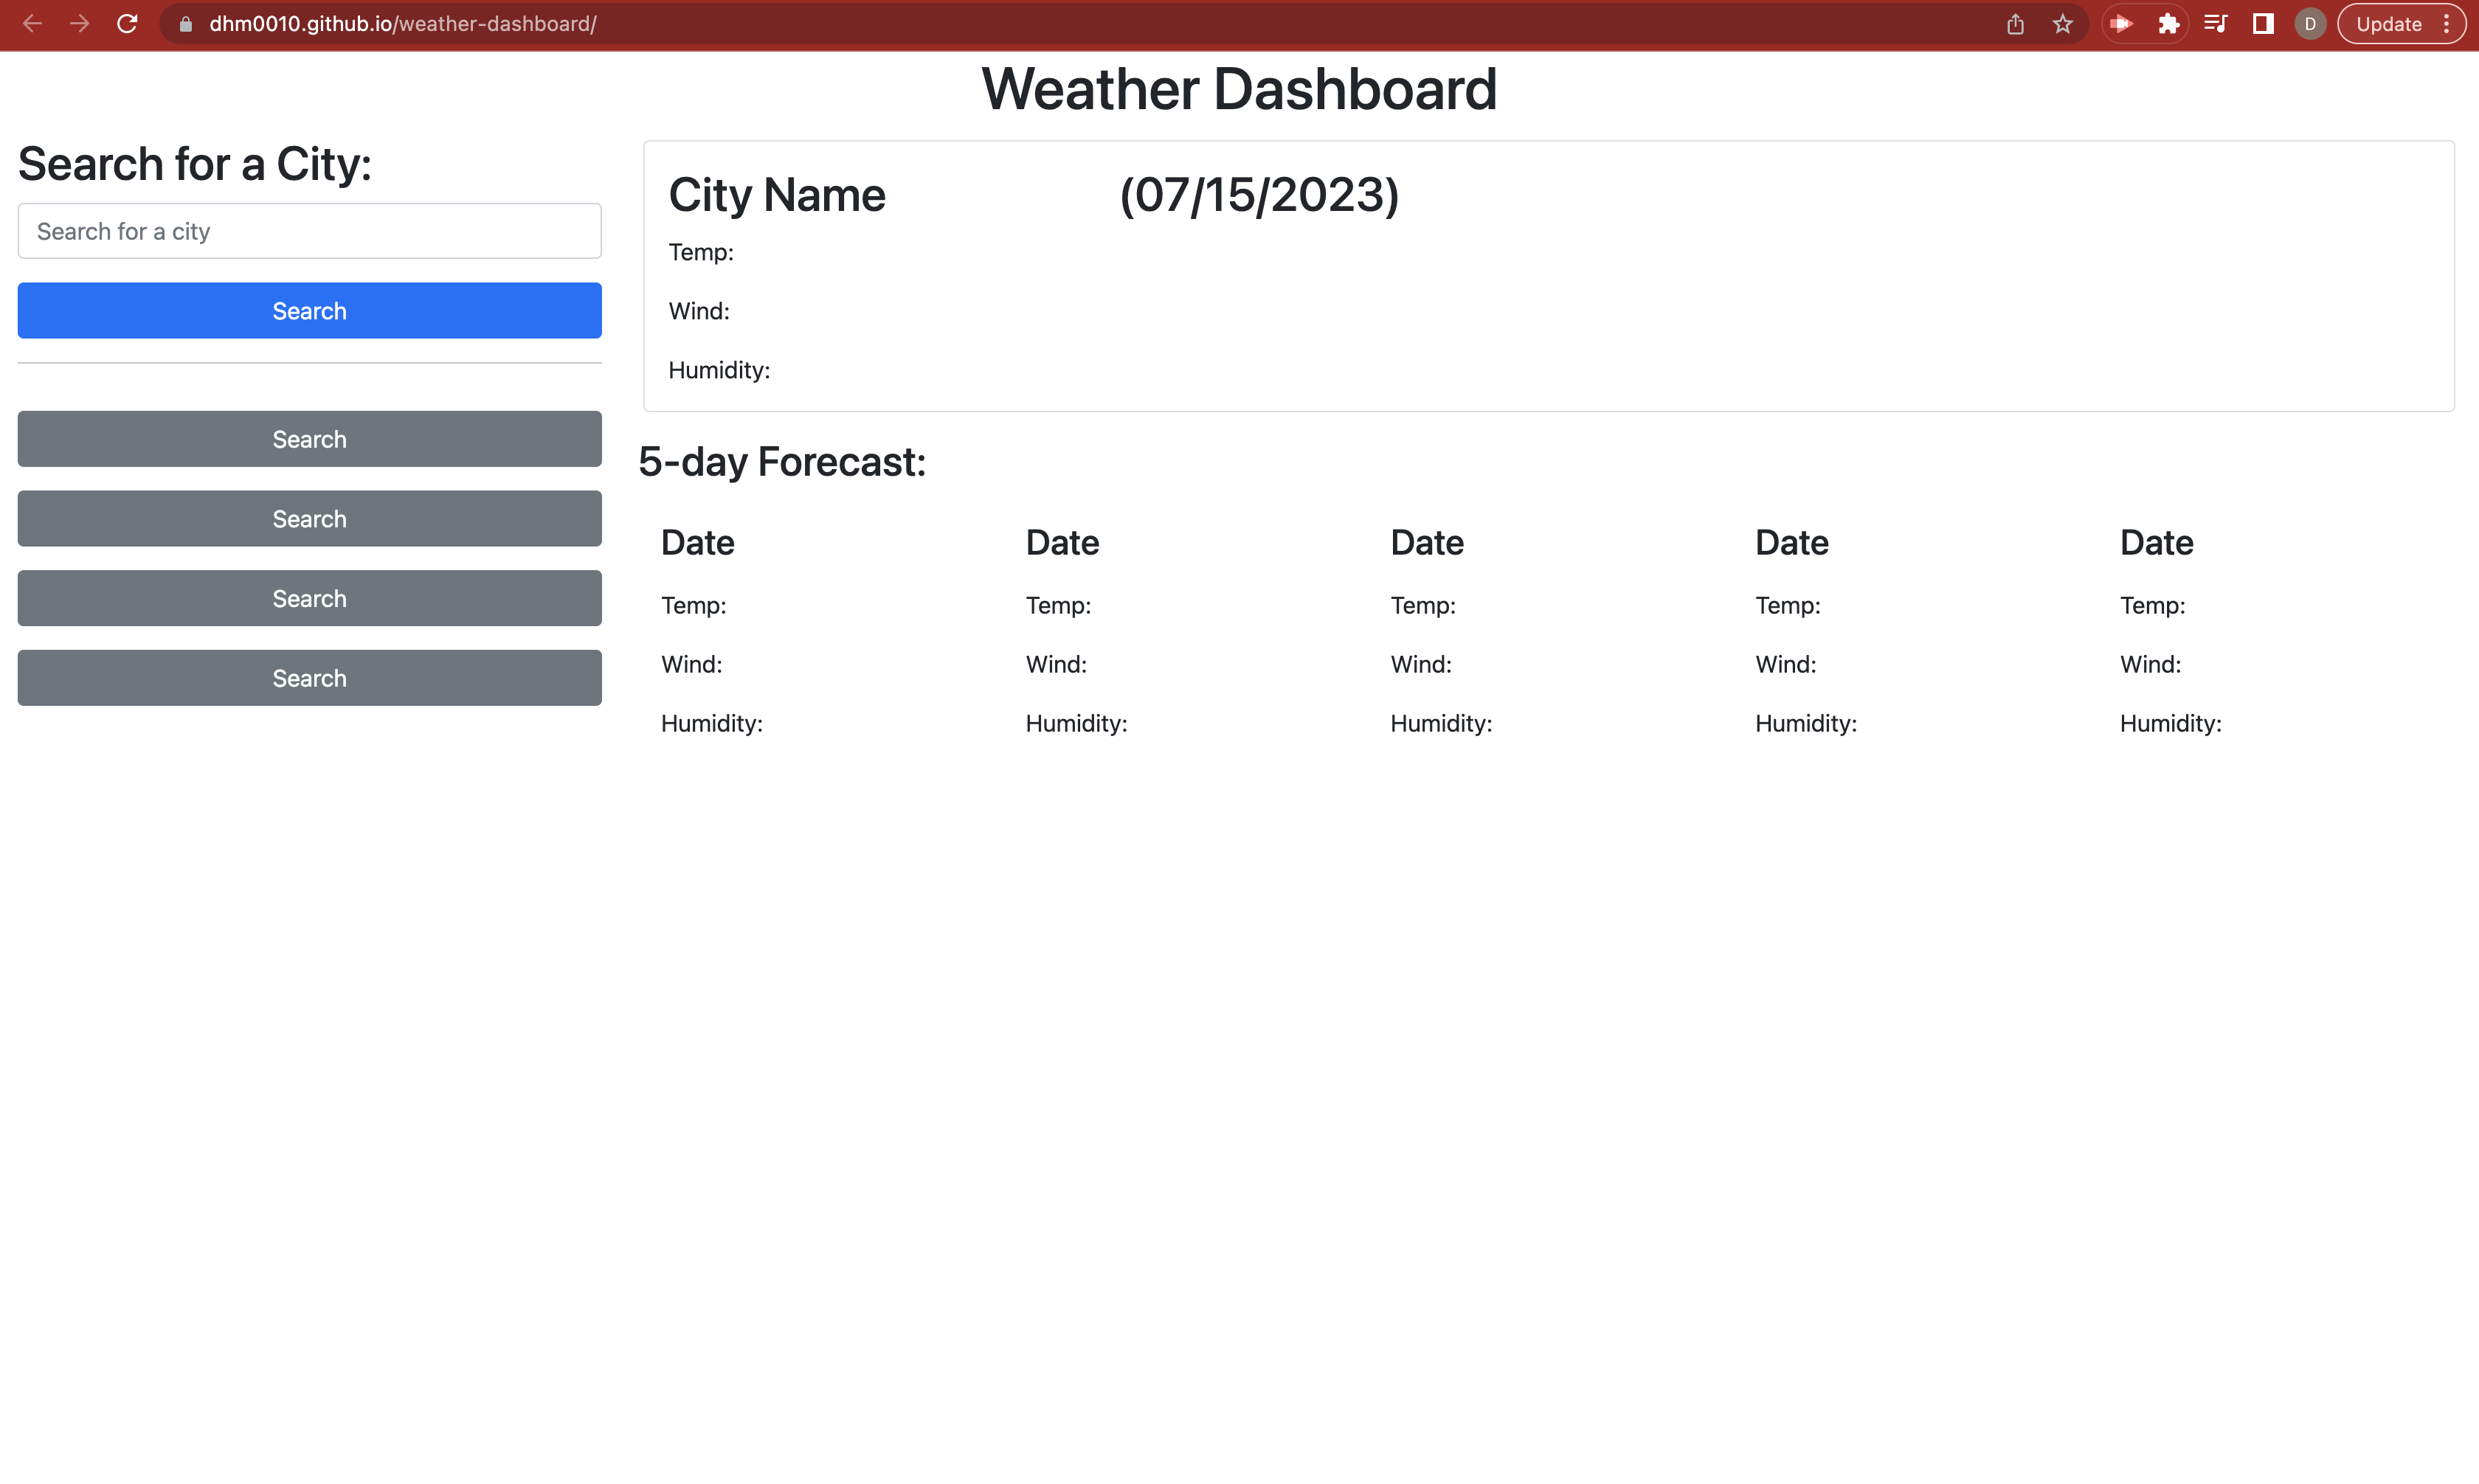 dhm0010.github.io/weather-dashboard/
D
Update
Weather Dashboard
Search for a City:
Search for a city
Search
Search
Search
Search
Search
City Name (07/15/2023)
Temp:
Wind:
Humidity:
5-day Forecast:
Date Date Date Date Date
Temp: Temp: Temp: Temp: Temp:
Wind: Wind: Wind: Wind: Wind:
Humidity: Humidity: Humidity: Humidity: Humidity: